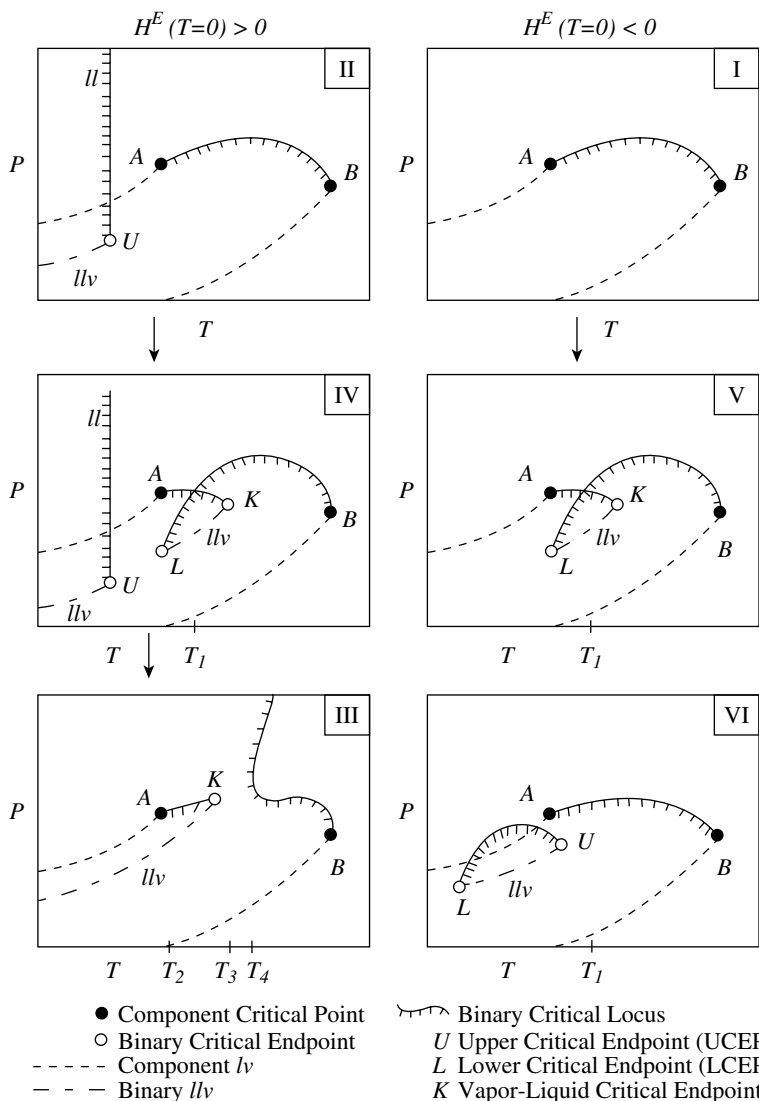 H^E (T=0) > 0
H^E (T=0) < 0
II
ll
A
B
P
U
llv
I
A
B
P
T
T
IV
ll
A
K
P
B
llv
L
U
llv
T
T_1
V
A
K
P
llv
L
B
T
T_1
III
K
A
P
B
llv
T
T_2
T_3
T_4
VI
A
P
U
B
llv
L
T
T_1
Component Critical Point
Binary Critical Endpoint
Component lv
Binary llv
Binary Critical Locus
U Upper Critical Endpoint (UCEP
L Lower Critical Endpoint (LCEP
K Vapor-Liquid Critical Endpoint